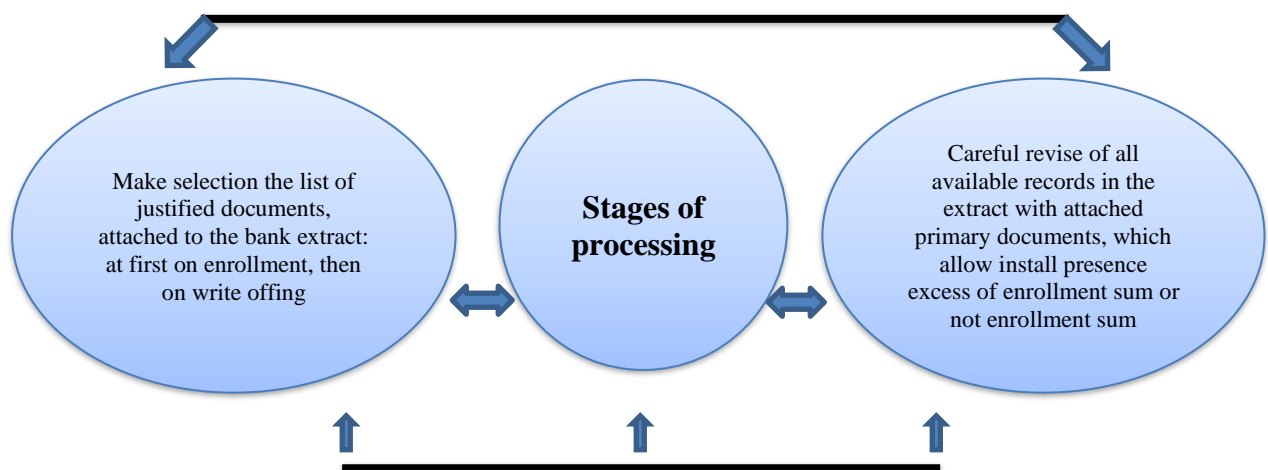 Make selection the list of
justified documents,
attached to the bank extract:
at first on enrollment, then
on write offing
Stages of
processing
Careful revise of all
available records in the
extract with attached
primary documents, which
allow install presence
excess of enrollment sum or
not enrollment sum